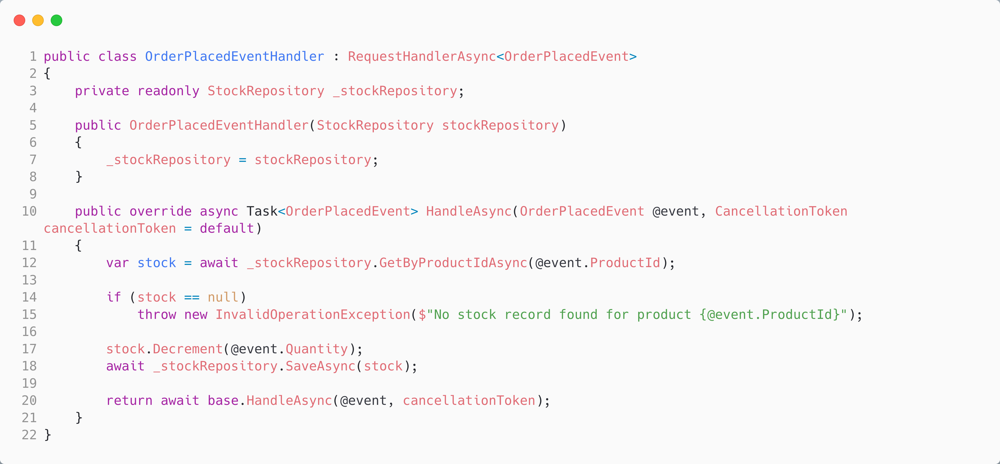 1 public class OrderPlacedEventHandler : RequestHandlerAsync<OrderPlacedEvent>
2 {
3     private readonly StockRepository _stockRepository;
4
5     public OrderPlacedEventHandler(StockRepository stockRepository)
6     {
7         _stockRepository = stockRepository;
8     }
9
10     public override async Task<OrderPlacedEvent> HandleAsync(OrderPlacedEvent @event, CancellationToken
cancellationToken = default)
11     {
12         var stock = await _stockRepository.GetByProductIdAsync(@event.ProductId);
13
14         if (stock == null)
15             throw new InvalidOperationException($"No stock record found for product {@event.ProductId}");
16
17         stock.Decrement(@event.Quantity);
18         await _stockRepository.SaveAsync(stock);
19
20         return await base.HandleAsync(@event, cancellationToken);
21     }
22 }